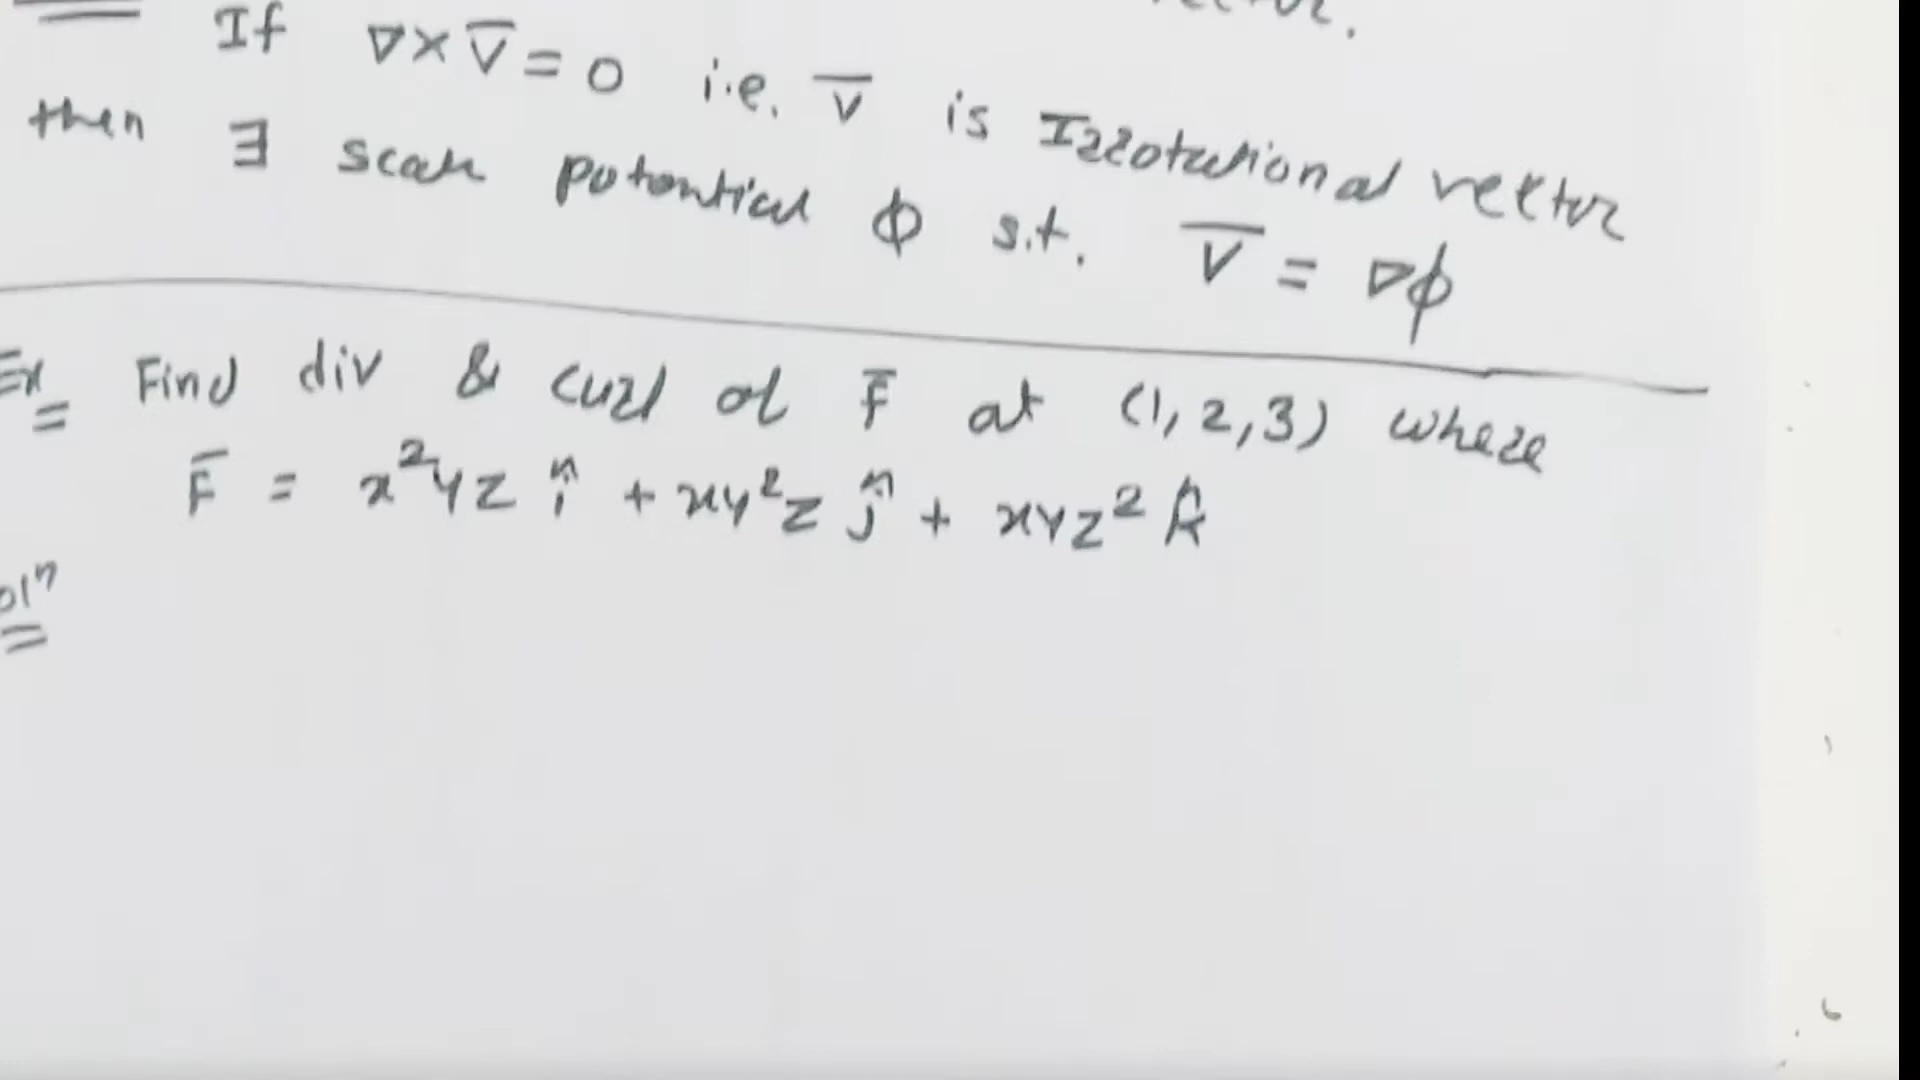 If ∇×V̅ = 0 i.e. V̅ is Irrotational vector
then ∃ scalar potential ϕ s.t. V̅ = ∇ϕ
Ex Find div & curl of F̅ at (1,2,3) where
F̅ = x²yz î + xy²z ĵ + xyz² k̂